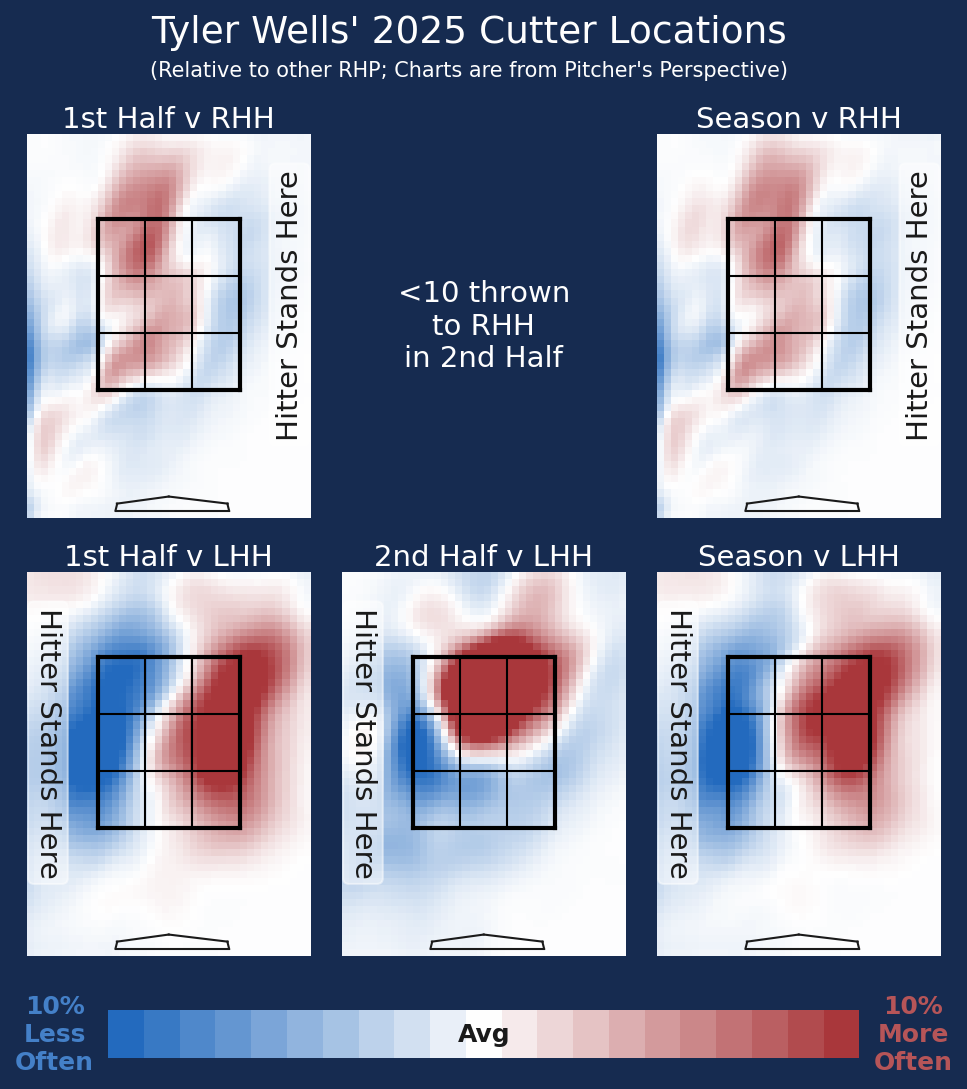 Tyler Wells' 2025 Cutter Locations
(Relative to other RHP; Charts are from Pitcher's Perspective)
1st Half v RHH
Season v RHH
Hitter Stands Here
<10 thrown
to RHH
in 2nd Half
Hitter Stands Here
1st Half v LHH
2nd Half v LHH
Season v LHH
Hitter Stands Here
Hitter Stands Here
Hitter Stands Here
10%
Less
Often
Avg
10%
More
Often